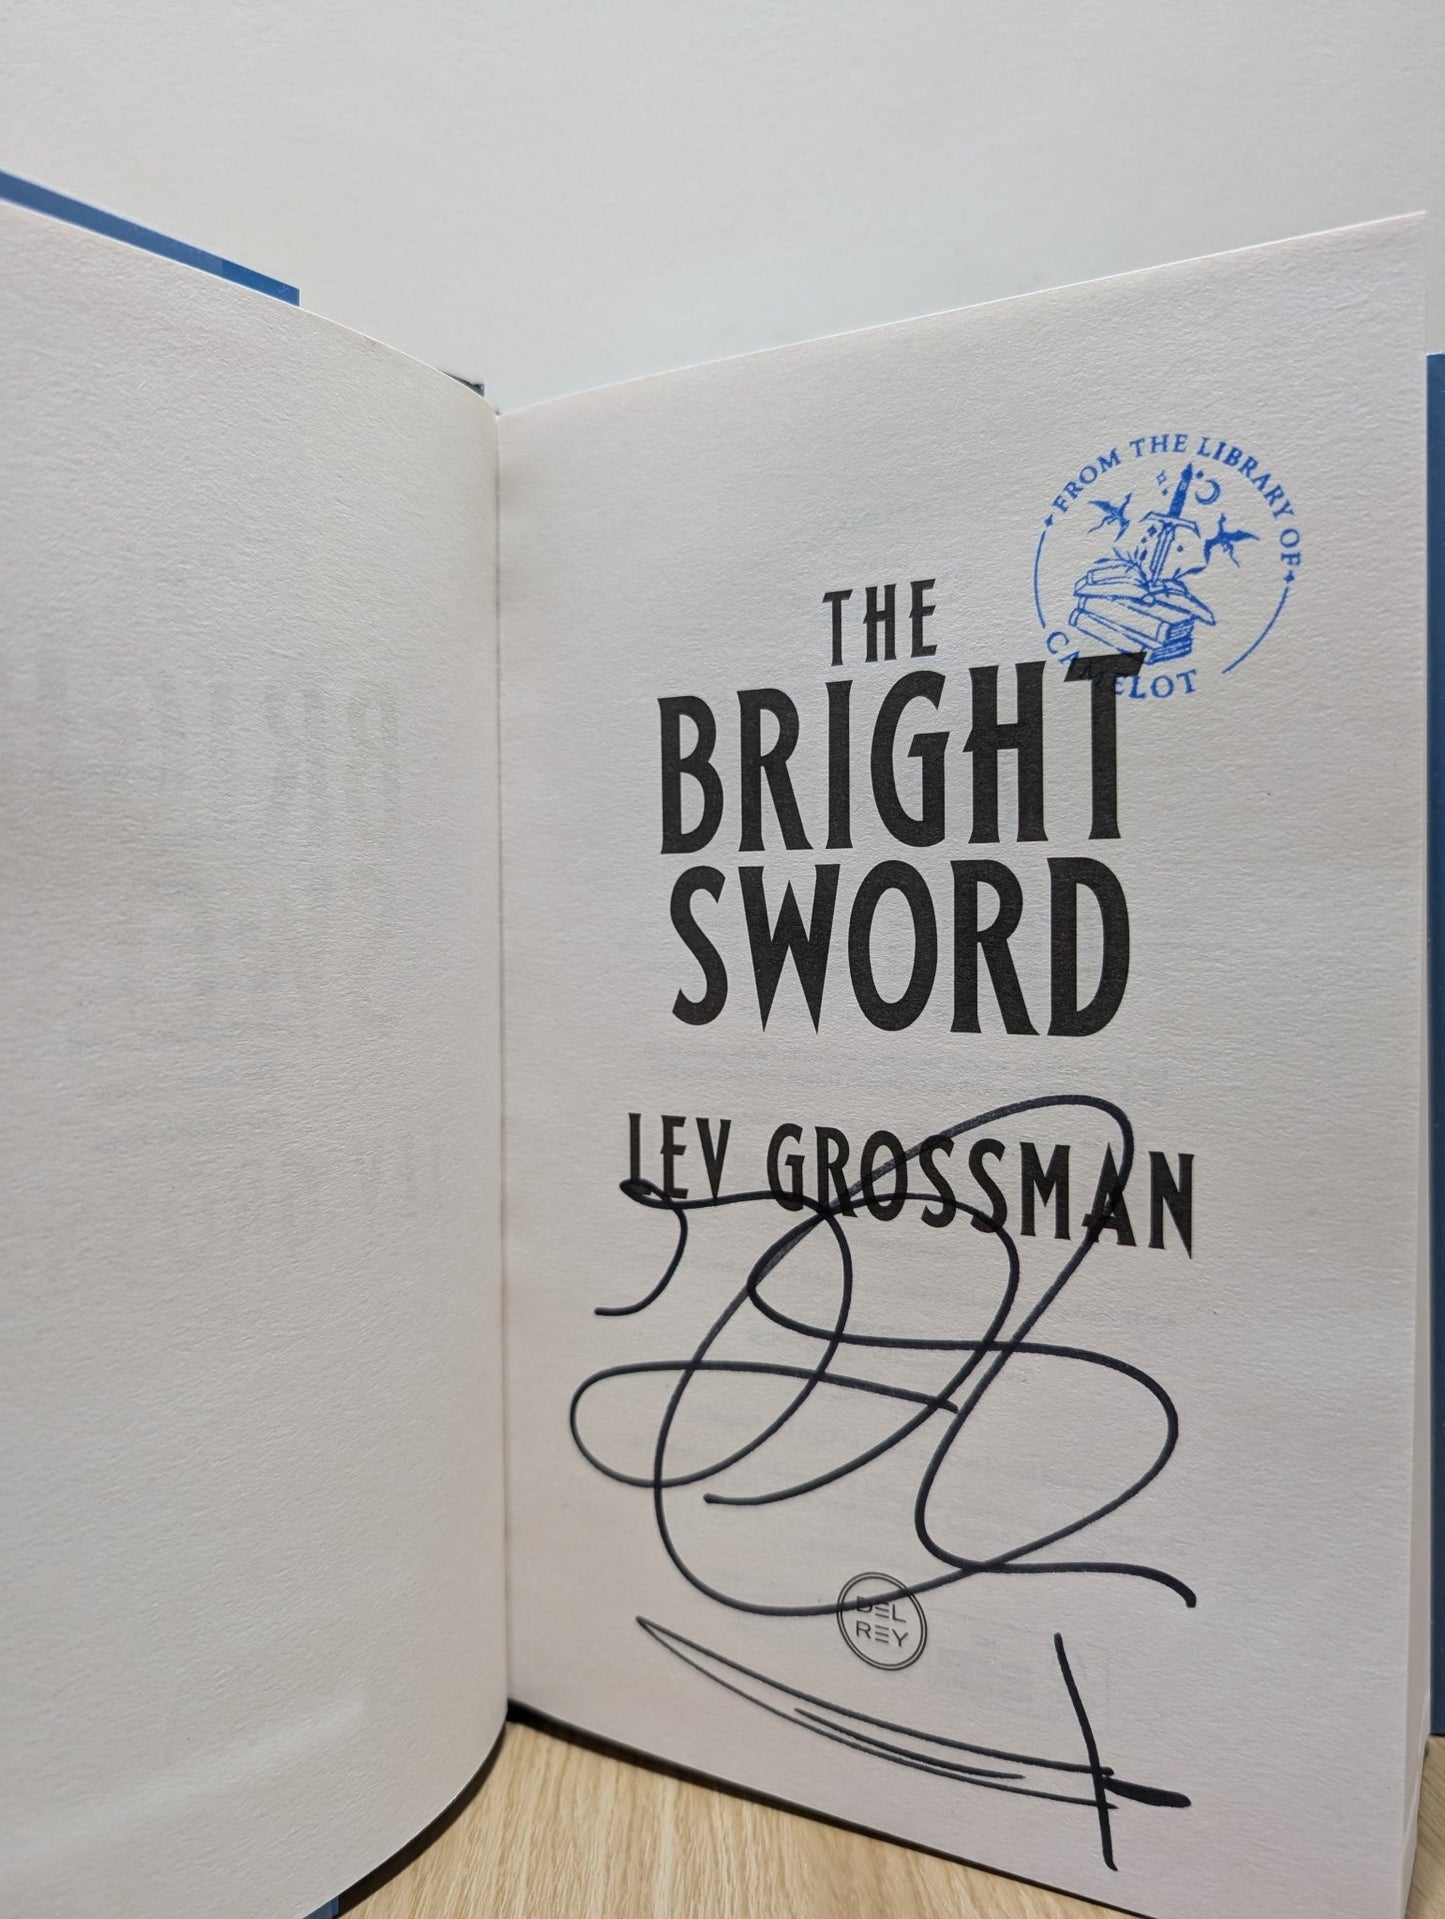 FROM THE LIBRARY OF
CAMELOT
THE
BRIGHT
SWORD
LEV GROSSMAN
DEL
REY